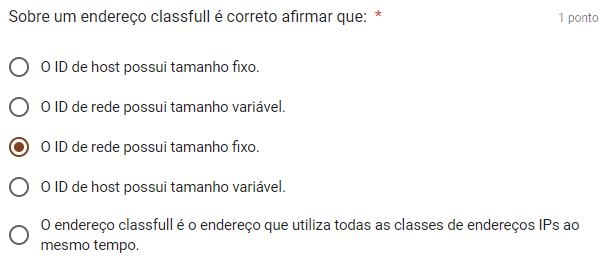 Sobre um endereço classfull é correto afirmar que: *
1 ponto
O ID de host possui tamanho fixo.
O ID de rede possui tamanho variável.
O ID de rede possui tamanho fixo.
O ID de host possui tamanho variável.
O endereço classfull é o endereço que utiliza todas as classes de endereços IPs ao
mesmo tempo.